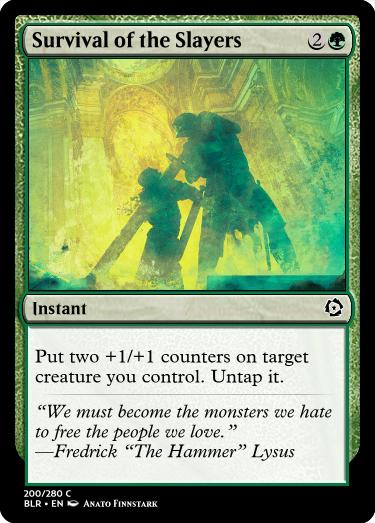 Survival of the Slayers 2
Instant
Put two +1/+1 counters on target
creature you control. Untap it.
“We must become the monsters we hate
to free the people we love.”
—Fredrick “The Hammer” Lysus
200/280 C
BLR • EN Anato Finnstark